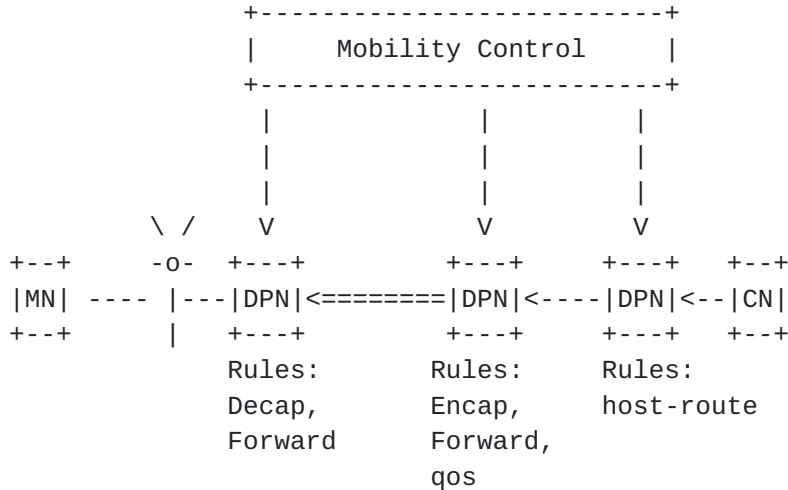 Mobility Control
|MN| ---- |---|DPN|<========|DPN|<----|DPN|<--|CN|
Rules: Rules: Rules:
Decap, Encap, host-route
Forward Forward,
qos